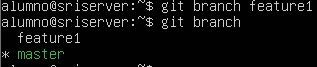 alumno@sriserver:~$ git branch feature1
alumno@sriserver:~$ git branch
  feature1
* master